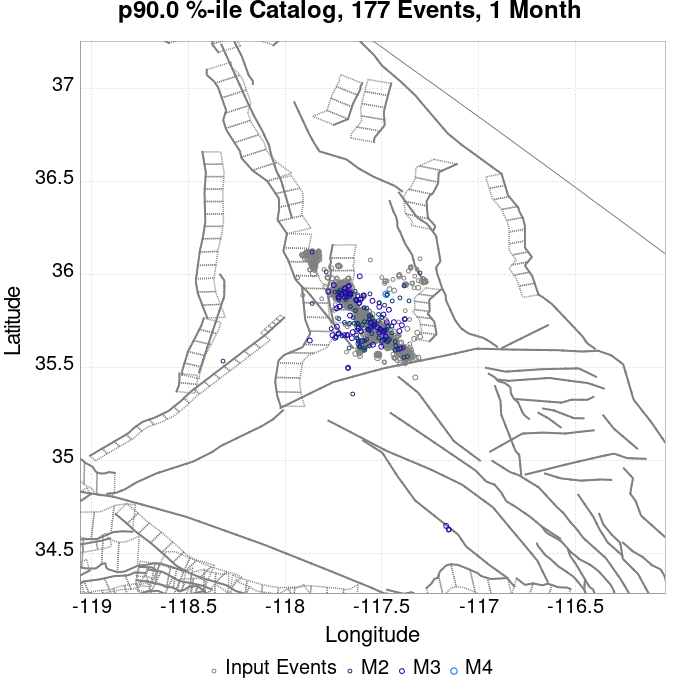 p90.0 %-ile Catalog, 177 Events, 1 Month
37
36.5
36
35.5
35
34.5
Latitude
-119
-118.5
-118
-117.5
-117
-116.5
Longitude
Input Events
M2
M3
M4